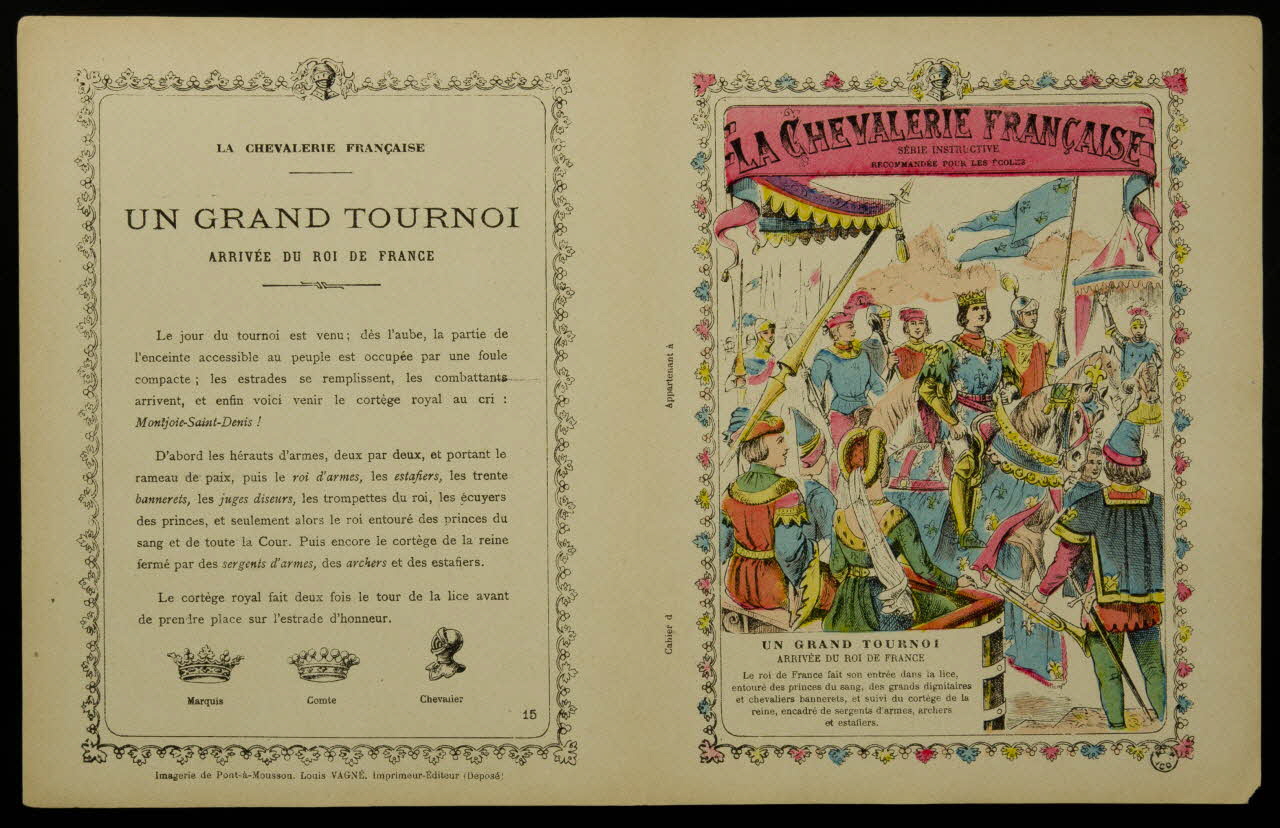 LA CHEVALERIE FRANÇAISE
UN GRAND TOURNOI
ARRIVÉE DU ROI DE FRANCE
Le jour du tournoi est venu ; dès l'aube, la partie de
l'enceinte accessible au peuple est occupée par une foule
compacte ; les estrades se remplissent, les combattants
arrivent, et enfin voici venir le cortège royal au cri :
Montjoie-Saint-Denis !
D'abord les hérauts d'armes, deux par deux, et portant le
rameau de paix, puis le roi d'armes, les estafiers, les trente
bannerets, les juges diseurs, les trompettes du roi, les écuyers
des princes, et seulement alors le roi entouré des princes du
sang et de toute la Cour. Puis encore le cortège de la reine
fermé par des sergents d'armes, des archers et des estafiers.
Le cortège royal fait deux fois le tour de la lice avant
de prendre place sur l'estrade d'honneur.
Marquis Comte Chevalier
15
Imagerie de Pont-à-Mousson. Louis VAGNÉ, Imprimeur-Éditeur (Déposé)
Appartenant à
Cahier d
LA CHEVALERIE FRANÇAISE
SÉRIE INSTRUCTIVE
RECOMMANDÉE POUR LES ÉCOLES
UN GRAND TOURNOI
ARRIVÉE DU ROI DE FRANCE
Le roi de France fait son entrée dans la lice,
entouré des princes du sang, des grands dignitaires
et chevaliers bannerets, et suivi du cortège de la
reine, encadré de sergents d'armes, archers
et estafiers.